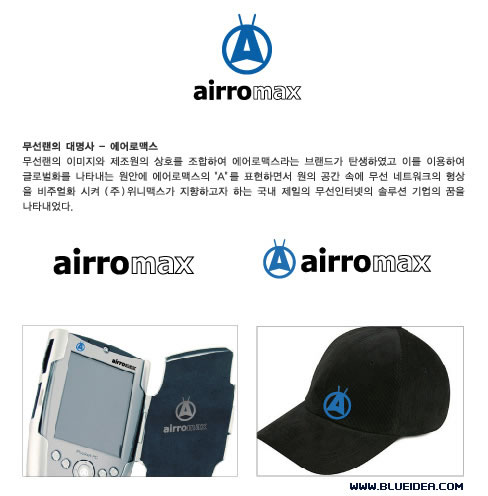 airromax
무선랜의 대명사 - 에어로맥스
무선랜의 이미지와 제조원의 상호를 조합하여 에어로맥스라는 브랜드가 탄생하였고 이를 이용하여
글로벌화를 나타내는 원안에 에어로맥스의 "A"를 표현하면서 원의 공간 속에 무선 네트워크의 형상
을 비주얼화 시켜 (주)위니맥스가 지향하고자 하는 국내 제일의 무선인터넷의 솔루션 기업의 꿈을
나타내었다.
airromax
airromax
airromax
airromax
WWW.BLUEIDEA.COM